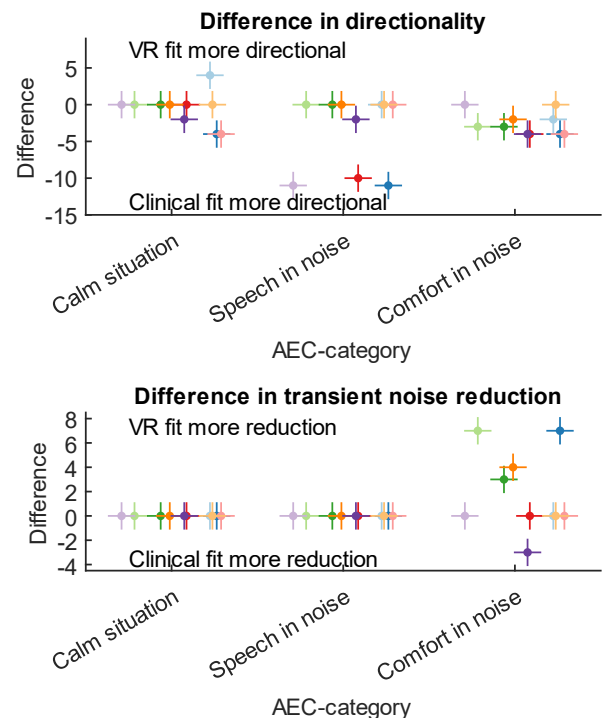 Difference in directionality
VR fit more directional
5
0
-5
-10
-15
Difference
Clinical fit more directional
Calm situation
Speech in noise
Comfort in noise
AEC-category
Difference in transient noise reduction
VR fit more reduction
8
6
4
2
0
-2
-4
Difference
Clinical fit more reduction
Calm situation
Speech in noise
Comfort in noise
AEC-category